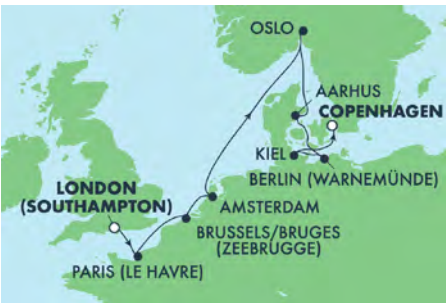 OSLO
AARHUS
COPENHAGEN
KIEL
BERLIN (WARNEMÜNDE)
LONDON
(SOUTHAMPTON)
AMSTERDAM
BRUSSELS/BRUGES
(ZEEBRUGGE)
PARIS (LE HAVRE)